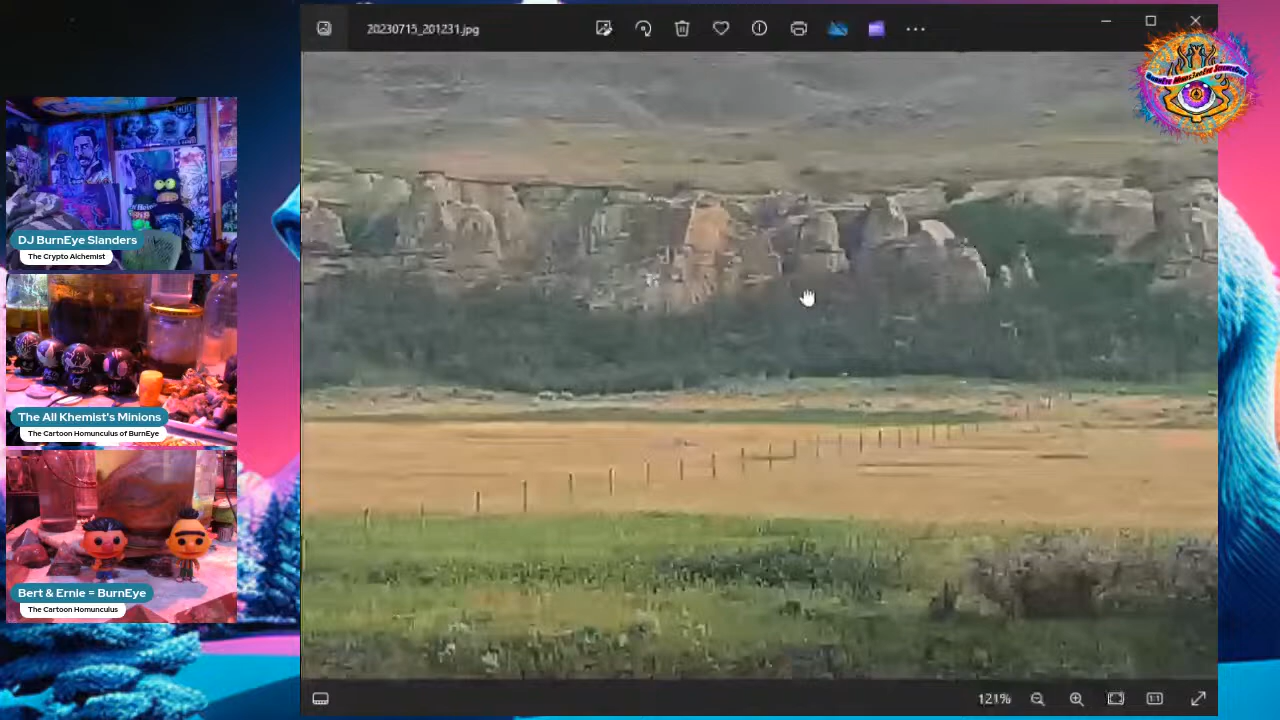 20230715_201231.jpg
DJ BurnEye Slanders
The Crypto Alchemist
The All Khemist's Minions
The Cartoon Homunculus of BurnEye
Bert & Ernie = BurnEye
The Cartoon Homunculus
121%